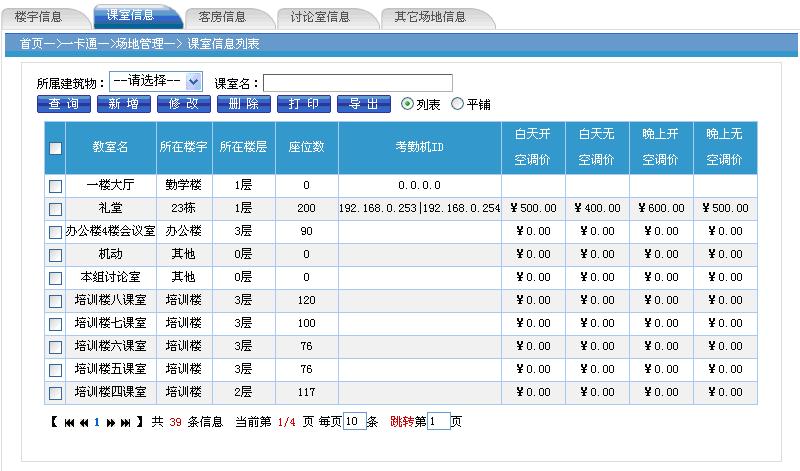 楼宇信息 课室信息 客房信息 讨论室信息 其它场地信息
首页一>一卡通一>场地管理一> 课室信息列表
所属建筑物： --请选择-- 课室名：
查 询 新 增 修 改 删 除 打 印 导 出 列表 平铺
教室名 所在楼宇 所在楼层 座位数 考勤机ID 白天开空调价 白天无空调价 晚上开空调价 晚上无空调价
一楼大厅 勤学楼 1层 0 0.0.0.0
礼堂 23栋 1层 200 192.168.0.253|192.168.0.254 ￥500.00 ￥400.00 ￥600.00 ￥500.00
办公楼4楼会议室 办公楼 3层 90 ￥0.00 ￥0.00 ￥0.00 ￥0.00
机动 其他 0层 0 ￥0.00 ￥0.00 ￥0.00 ￥0.00
本组讨论室 其他 0层 0 ￥0.00 ￥0.00 ￥0.00 ￥0.00
培训楼八课室 培训楼 3层 120 ￥0.00 ￥0.00 ￥0.00 ￥0.00
培训楼七课室 培训楼 3层 100 ￥0.00 ￥0.00 ￥0.00 ￥0.00
培训楼六课室 培训楼 3层 76 ￥0.00 ￥0.00 ￥0.00 ￥0.00
培训楼五课室 培训楼 3层 76 ￥0.00 ￥0.00 ￥0.00 ￥0.00
培训楼四课室 培训楼 2层 117 ￥0.00 ￥0.00 ￥0.00 ￥0.00
【 1 】 共 39 条信息 当前第 1/4 页 每页10条 跳转第1页